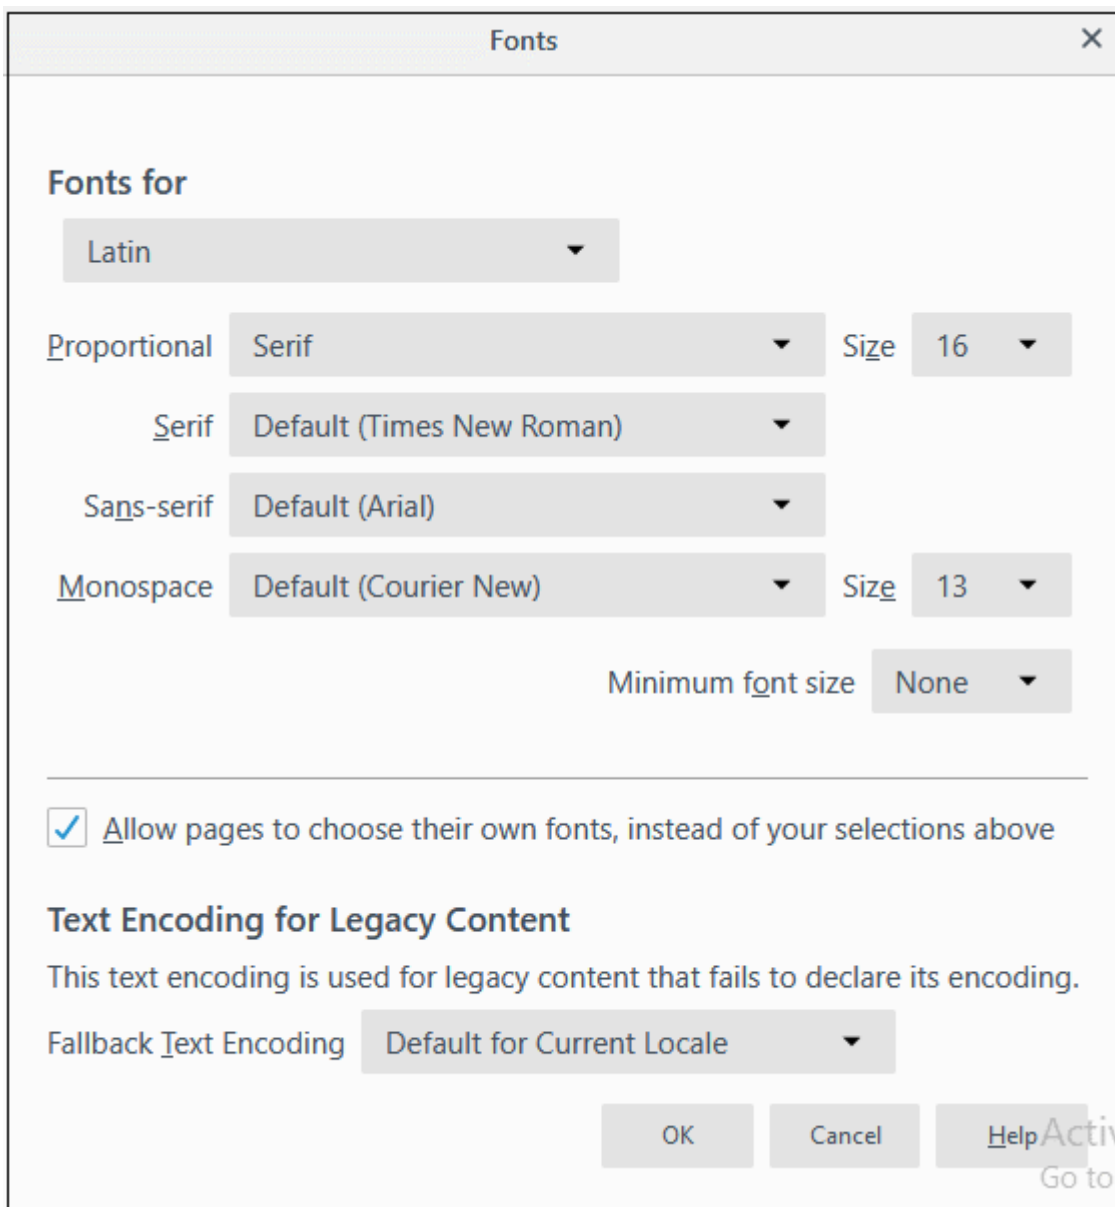 Fonts
Fonts for
Latin
Proportional Serif Size 16
Serif Default (Times New Roman)
Sans-serif Default (Arial)
Monospace Default (Courier New) Size 13
Minimum font size None
Allow pages to choose their own fonts, instead of your selections above
Text Encoding for Legacy Content
This text encoding is used for legacy content that fails to declare its encoding.
Fallback Text Encoding Default for Current Locale
OK Cancel Help
Go to